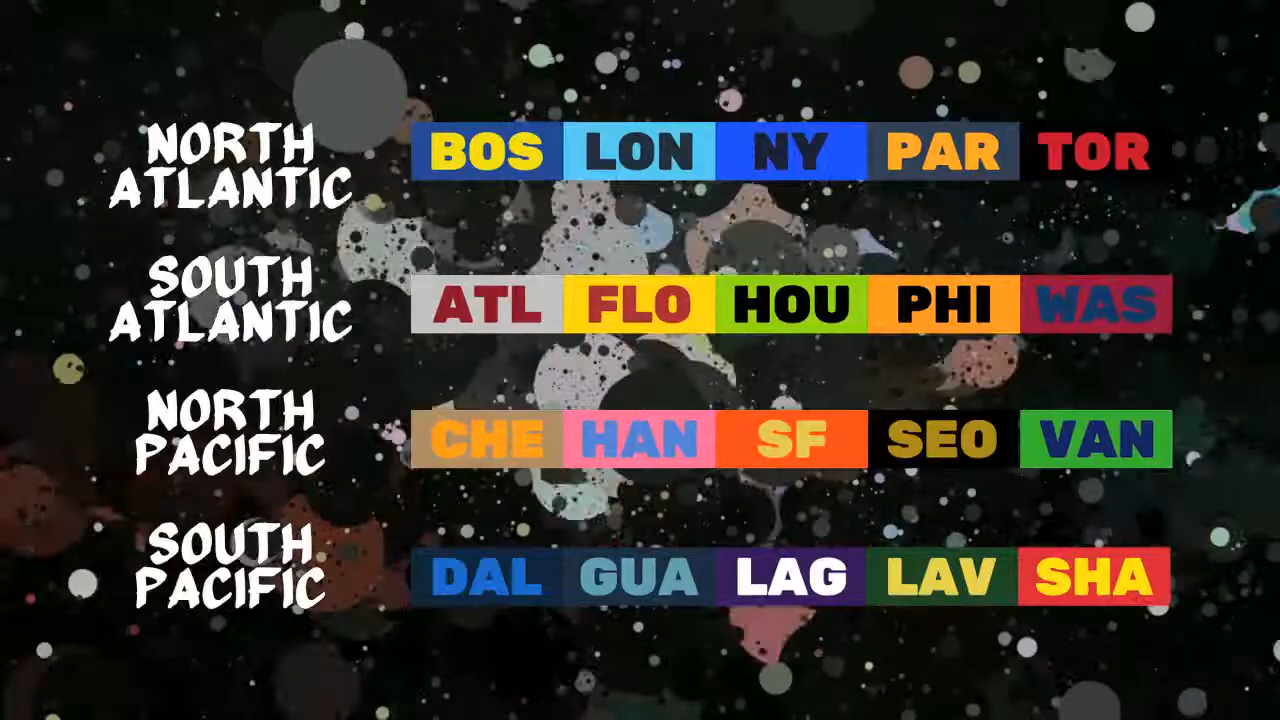 NORTH
ATLANTIC
BOS LON NY PAR TOR
SOUTH
ATLANTIC
ATL FLO HOU PHI WAS
NORTH
PACIFIC
CHE HAN SF SEO VAN
SOUTH
PACIFIC
DAL GUA LAG LAV SHA